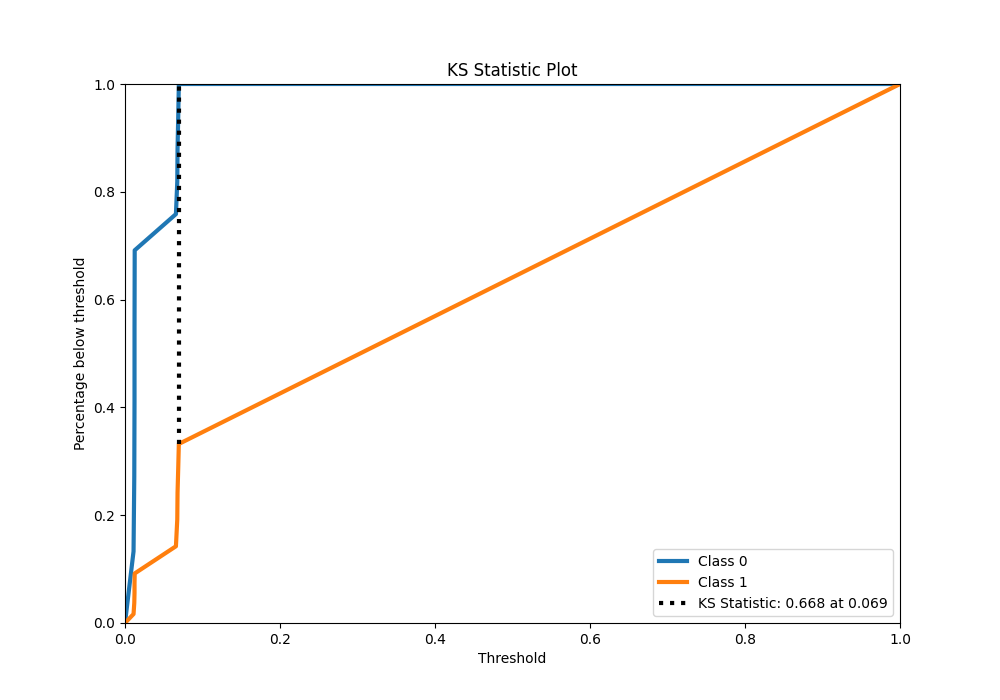 KS Statistic Plot
Percentage below threshold
1.0
0.8
0.6
0.4
0.2
0.0
0.0 0.2 0.4 0.6 0.8 1.0
Threshold
Class 0
Class 1
KS Statistic: 0.668 at 0.069